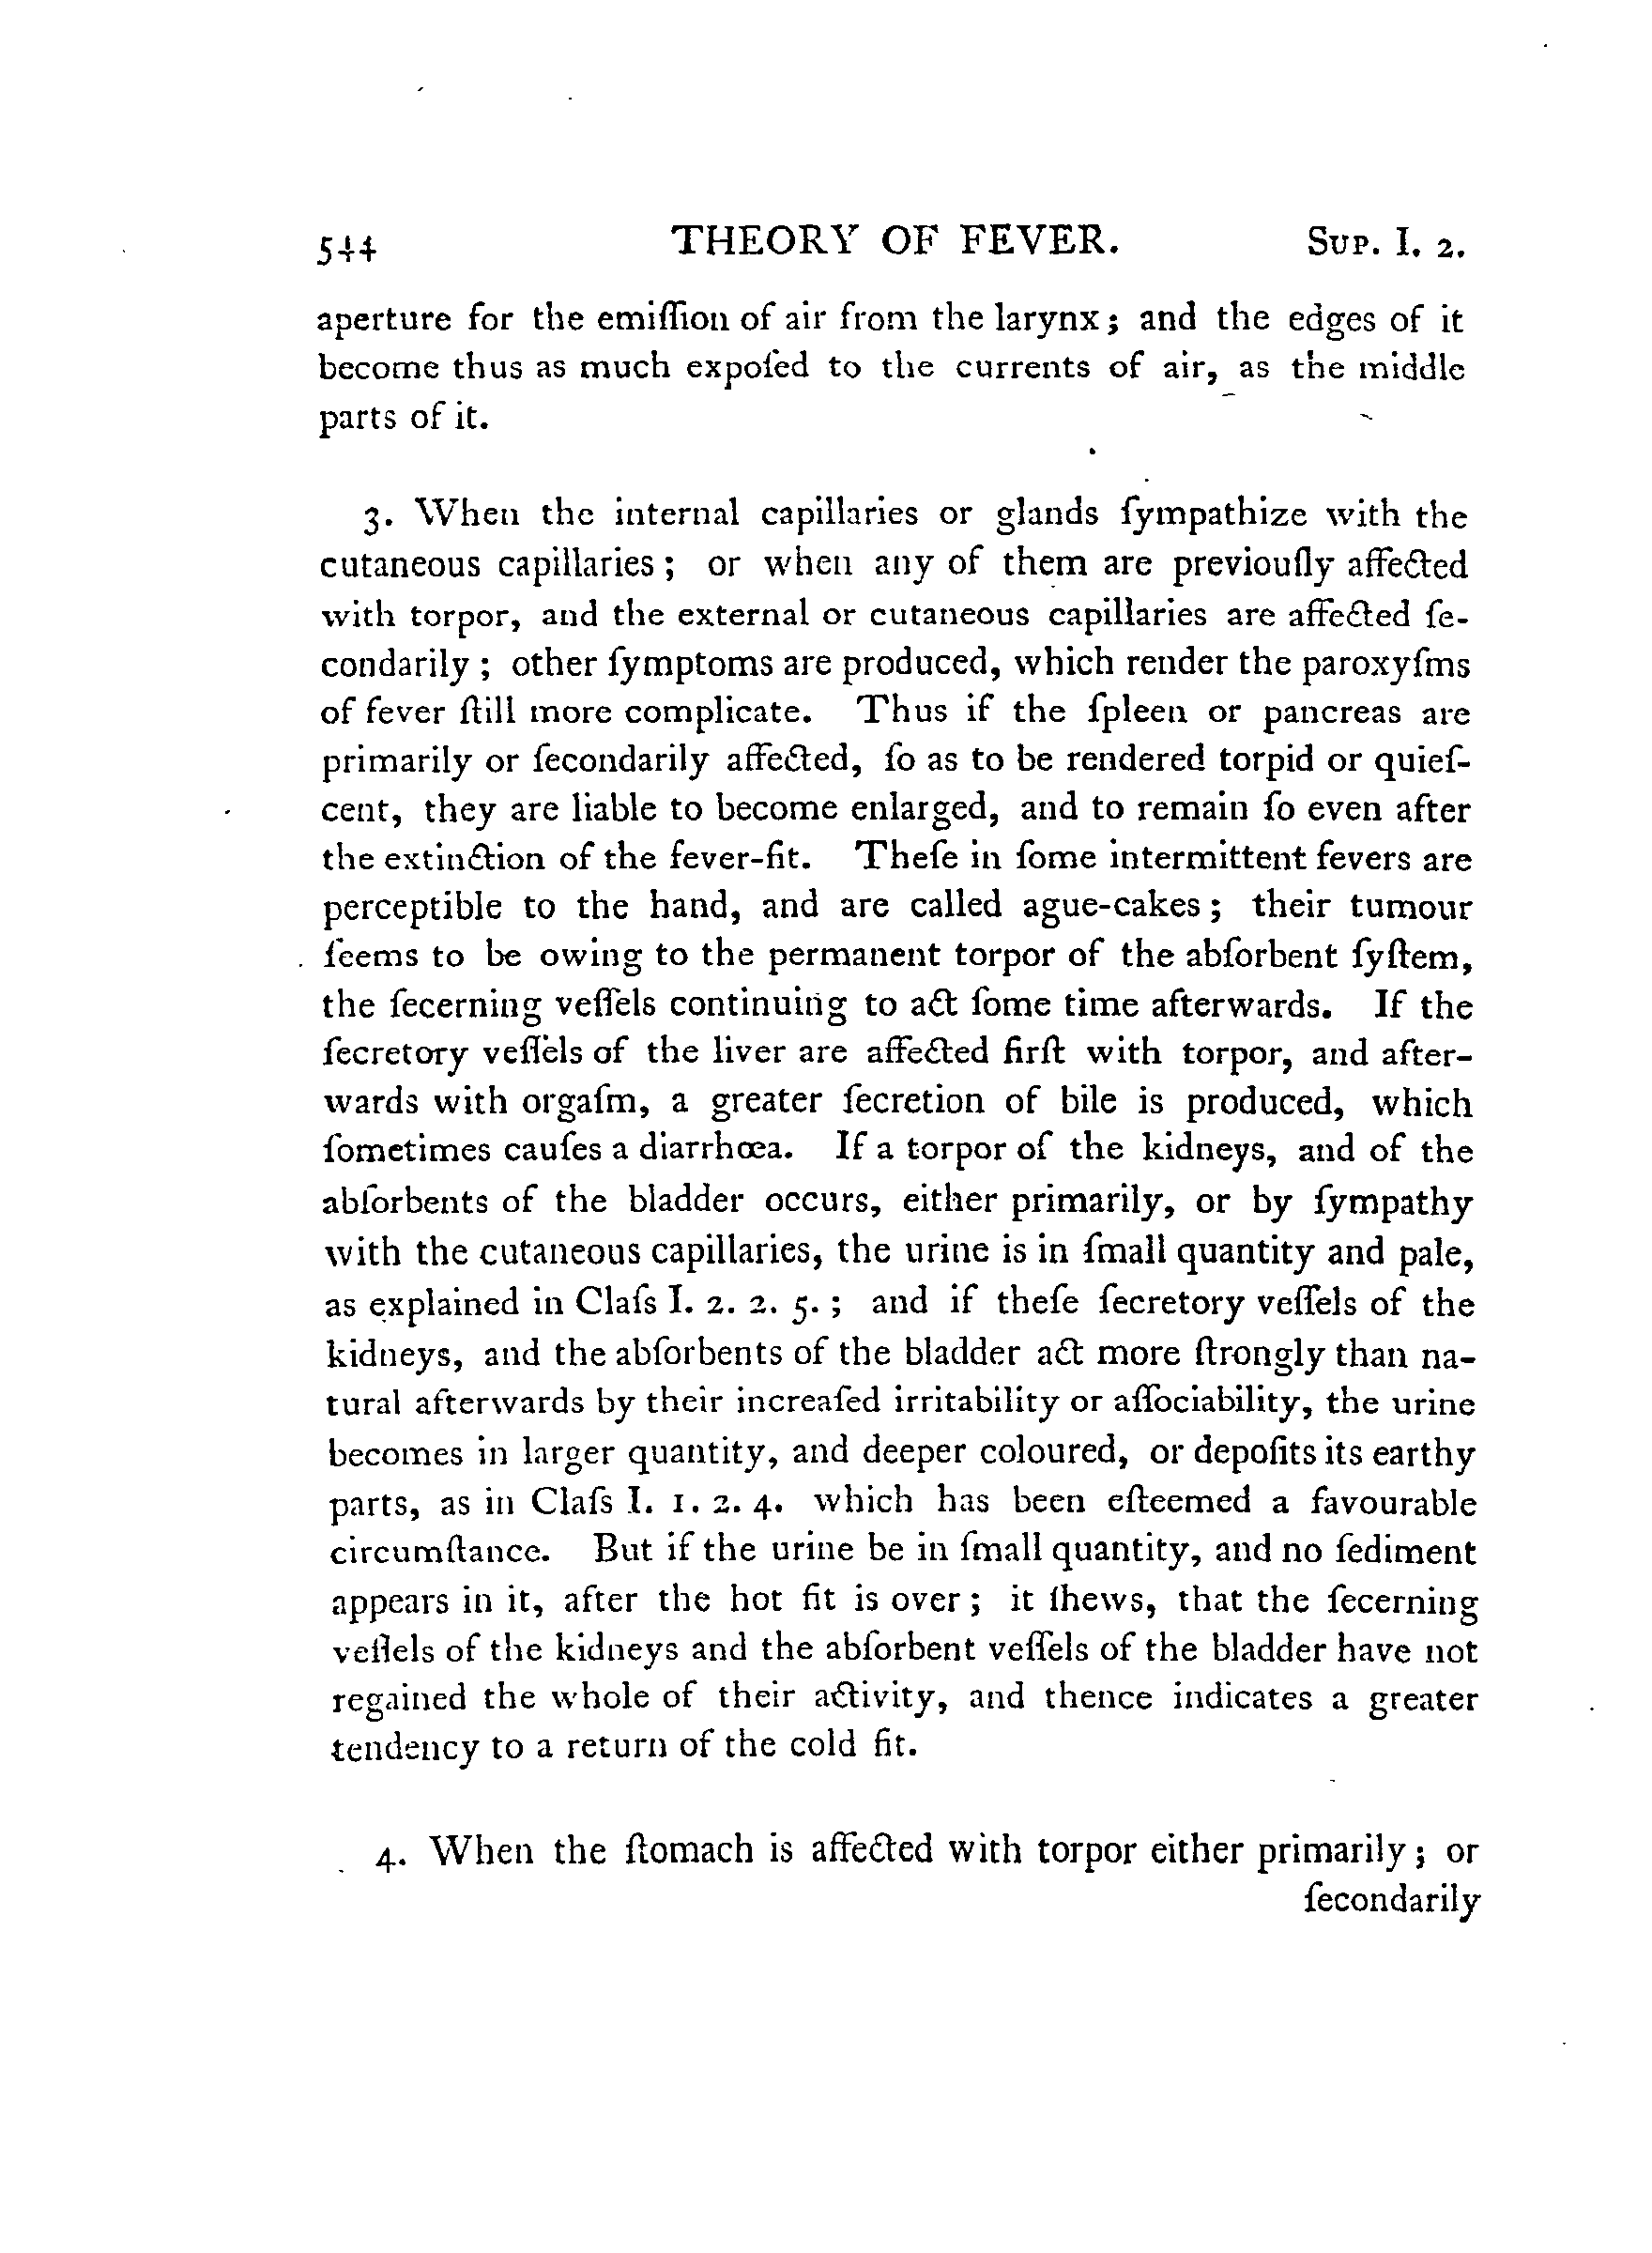 544 THEORY OF FEVER. SUP. I. 2.
aperture for the emiſſion of air from the larynx; and the edges of it
become thus as much expoſed to the currents of air, as the middle
parts of it.
3. When the internal capillaries or glands ſympathize with the
cutaneous capillaries; or when any of them are previouſly affected
with torpor, and the external or cutaneous capillaries are affected ſe-
condarily; other ſymptoms are produced, which render the paroxyſms
of fever ſtill more complicate. Thus if the ſpleen or pancreas are
primarily or ſecondarily affected, ſo as to be rendered torpid or quieſ-
cent, they are liable to become enlarged, and to remain ſo even after
the extinction of the fever-fit. Theſe in ſome intermittent fevers are
perceptible to the hand, and are called ague-cakes; their tumour
ſeems to be owing to the permanent torpor of the abſorbent ſyſtem,
the ſecerning veſſels continuing to act ſome time afterwards. If the
ſecretory veſſels of the liver are affected firſt with torpor, and after-
wards with orgaſm, a greater ſecretion of bile is produced, which
ſometimes cauſes a diarrhœa. If a torpor of the kidneys, and of the
abſorbents of the bladder occurs, either primarily, or by ſympathy
with the cutaneous capillaries, the urine is in ſmall quantity and pale,
as explained in Claſs I. 2. 2. 5.; and if theſe ſecretory veſſels of the
kidneys, and the abſorbents of the bladder act more ſtrongly than na-
tural afterwards by their increaſed irritability or aſſociability, the urine
becomes in larger quantity, and deeper coloured, or depoſits its earthy
parts, as in Claſs I. 1. 2. 4. which has been eſteemed a favourable
circumſtance. But if the urine be in ſmall quantity, and no ſediment
appears in it, after the hot fit is over; it ſhews, that the ſecerning
veſſels of the kidneys and the abſorbent veſſels of the bladder have not
regained the whole of their activity, and thence indicates a greater
tendency to a return of the cold fit.
4. When the ſtomach is affected with torpor either primarily; or
ſecondarily